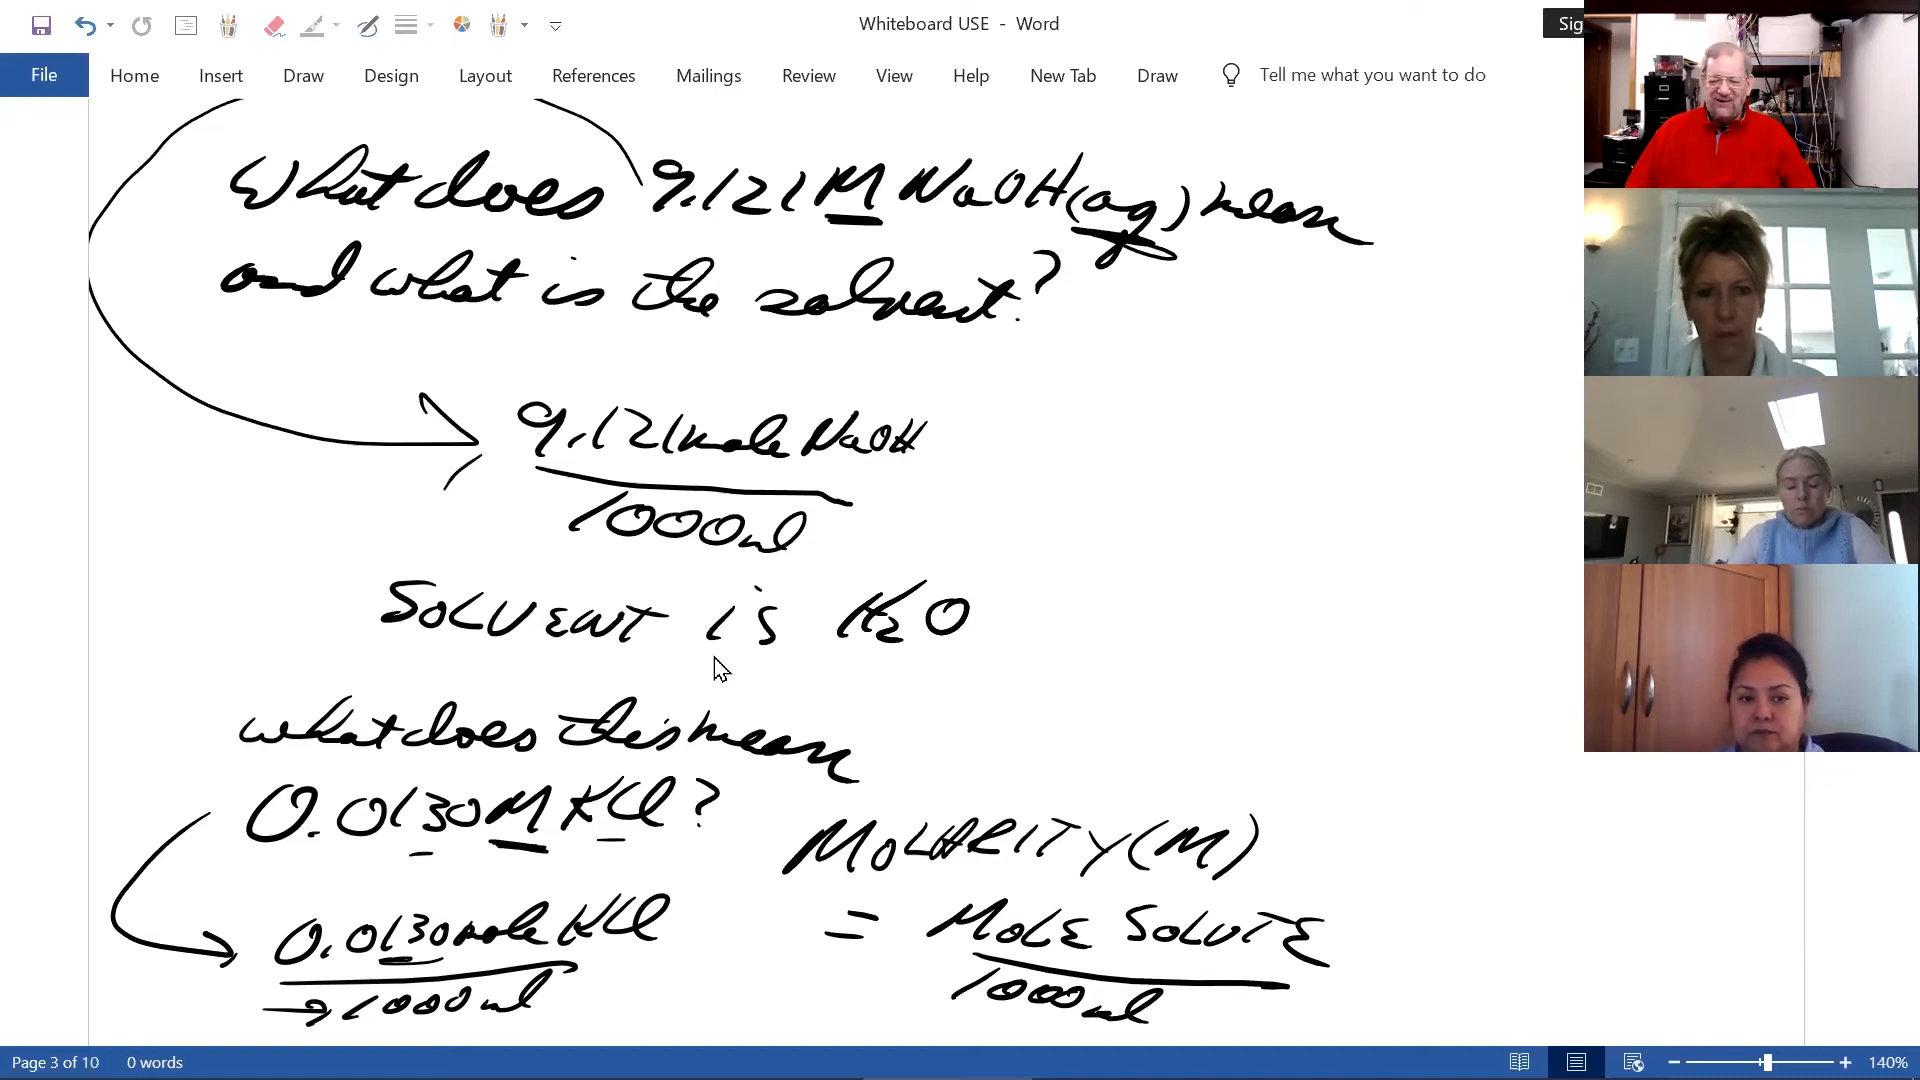 Whiteboard USE - Word
Sig
File Home Insert Draw Design Layout References Mailings Review View Help New Tab Draw Tell me what you want to do
What does 9.121 M NaOH(aq) mean
and what is the solvent?
9.121 mole NaOH
1000 ml
SOLVENT is H2O
what does this mean
0.0130 M KCl?
MOLARITY (M)
0.0130 mole KCl
= MOLE SOLUTE
→ 1000 ml
1000 ml
Page 3 of 10 0 words
140%